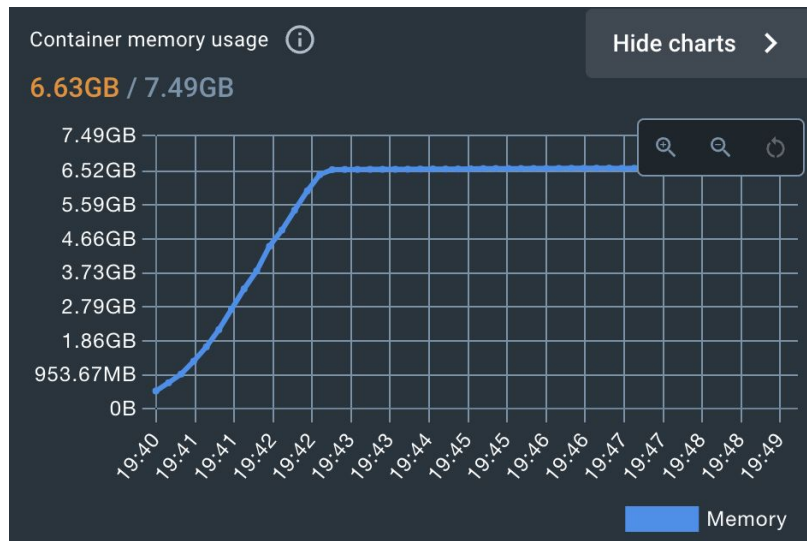 Container memory usage
Hide charts
6.63GB / 7.49GB
7.49GB
6.52GB
5.59GB
4.66GB
3.73GB
2.79GB
1.86GB
953.67MB
0B
19:40 19:41 19:41 19:42 19:42 19:43 19:43 19:44 19:45 19:45 19:46 19:46 19:47 19:47 19:48 19:48 19:49
Memory